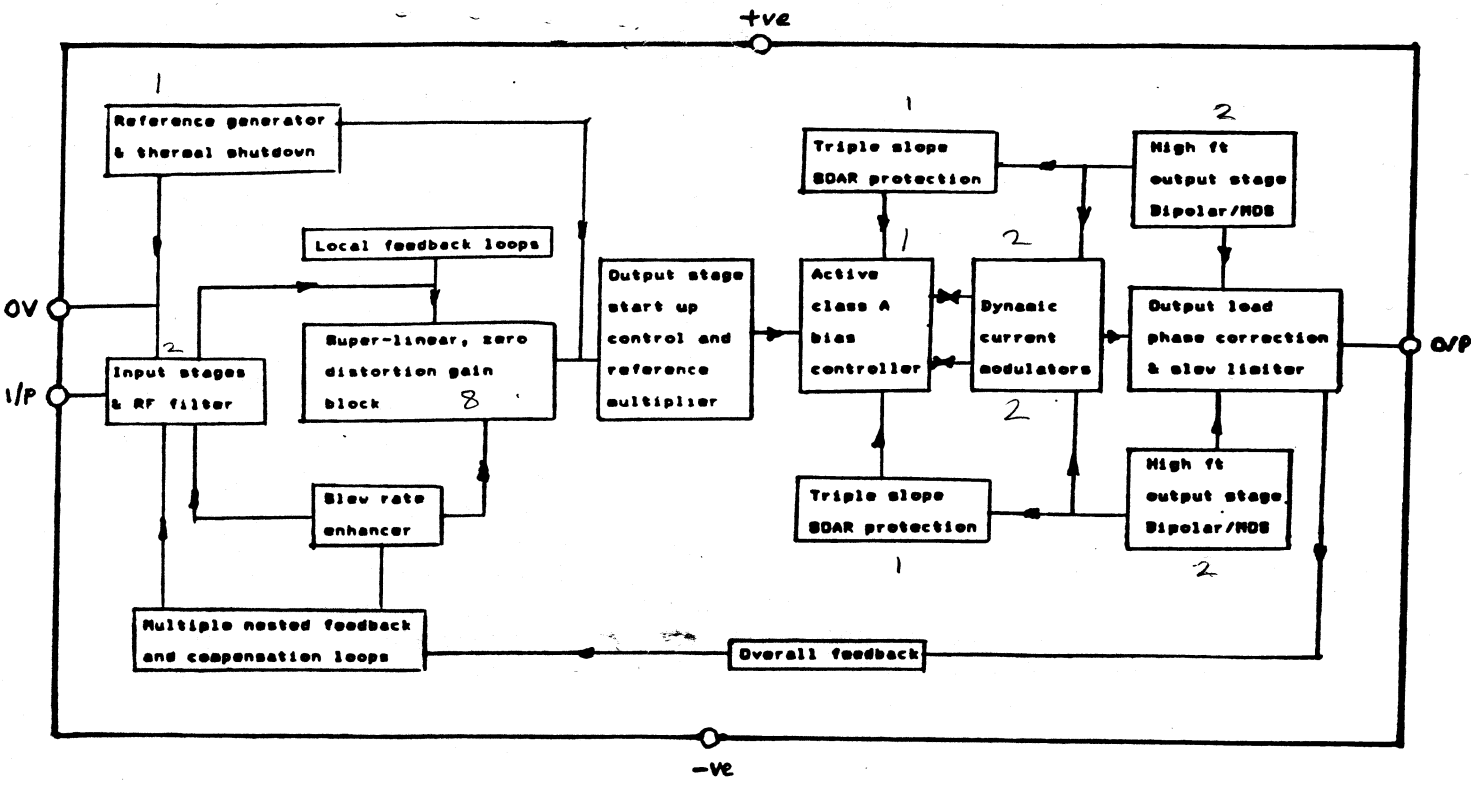 +ve
1
Reference generator
& thermal shutdown
1
Triple slope
SOAR protection
2
High ft
output stage
Bipolar/MOS
Local feedback loops
0V
I/P
2
Input stages
& RF filter
Super-linear, zero
distortion gain
block 8
Output stage
start up
control and
reference
multiplier
1
Active
class A
bias
controller
2
Dynamic
current
modulators
2
Output load
phase correction
& slew limiter
O/P
Slew rate
enhancer
Triple slope
SOAR protection
1
High ft
output stage
Bipolar/MOS
2
Multiple nested feedback
and compensation loops
Overall feedback
-ve